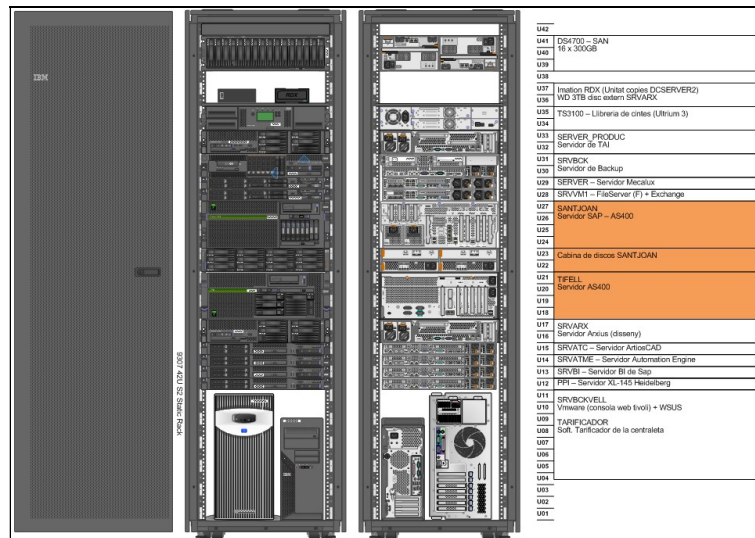 IBM
9307 42U S2 Static Rack
RDX
U42
U41
U40
U39
U38
U37
U36
U35
U34
U33
U32
U31
U30
U29
U28
U27
U26
U25
U24
U23
U22
U21
U20
U19
U18
U17
U16
U15
U14
U13
U12
U11
U10
U09
U08
U07
U06
U05
U04
U03
U02
U01
DS4700 – SAN
16 x 300GB
Imation RDX (Unitat copies DCSERVER2)
WD 3TB disc extern SRVARX
TS3100 – Llibreria de cintes (Ultrium 3)
SERVER_PRODUC
Servidor de TAI
SRVBCK
Servidor de Backup
SERVER – Servidor Mecalux
SRVVM1 – FileServer (F) + Exchange
SANTJOAN
Servidor SAP – AS400
Cabina de discos SANTJOAN
TIFELL
Servidor AS400
SRVARX
Servidor Arxius (disseny)
SRVATC – Servidor ArtiosCAD
SRVATME – Servidor Automation Engine
SRVBI – Servidor BI de Sap
PPI – Servidor XL-145 Heidelberg
SRVBCKVELL
Vmware (consola web tivoli) + WSUS
TARIFICADOR
Soft. Tarificador de la centraleta